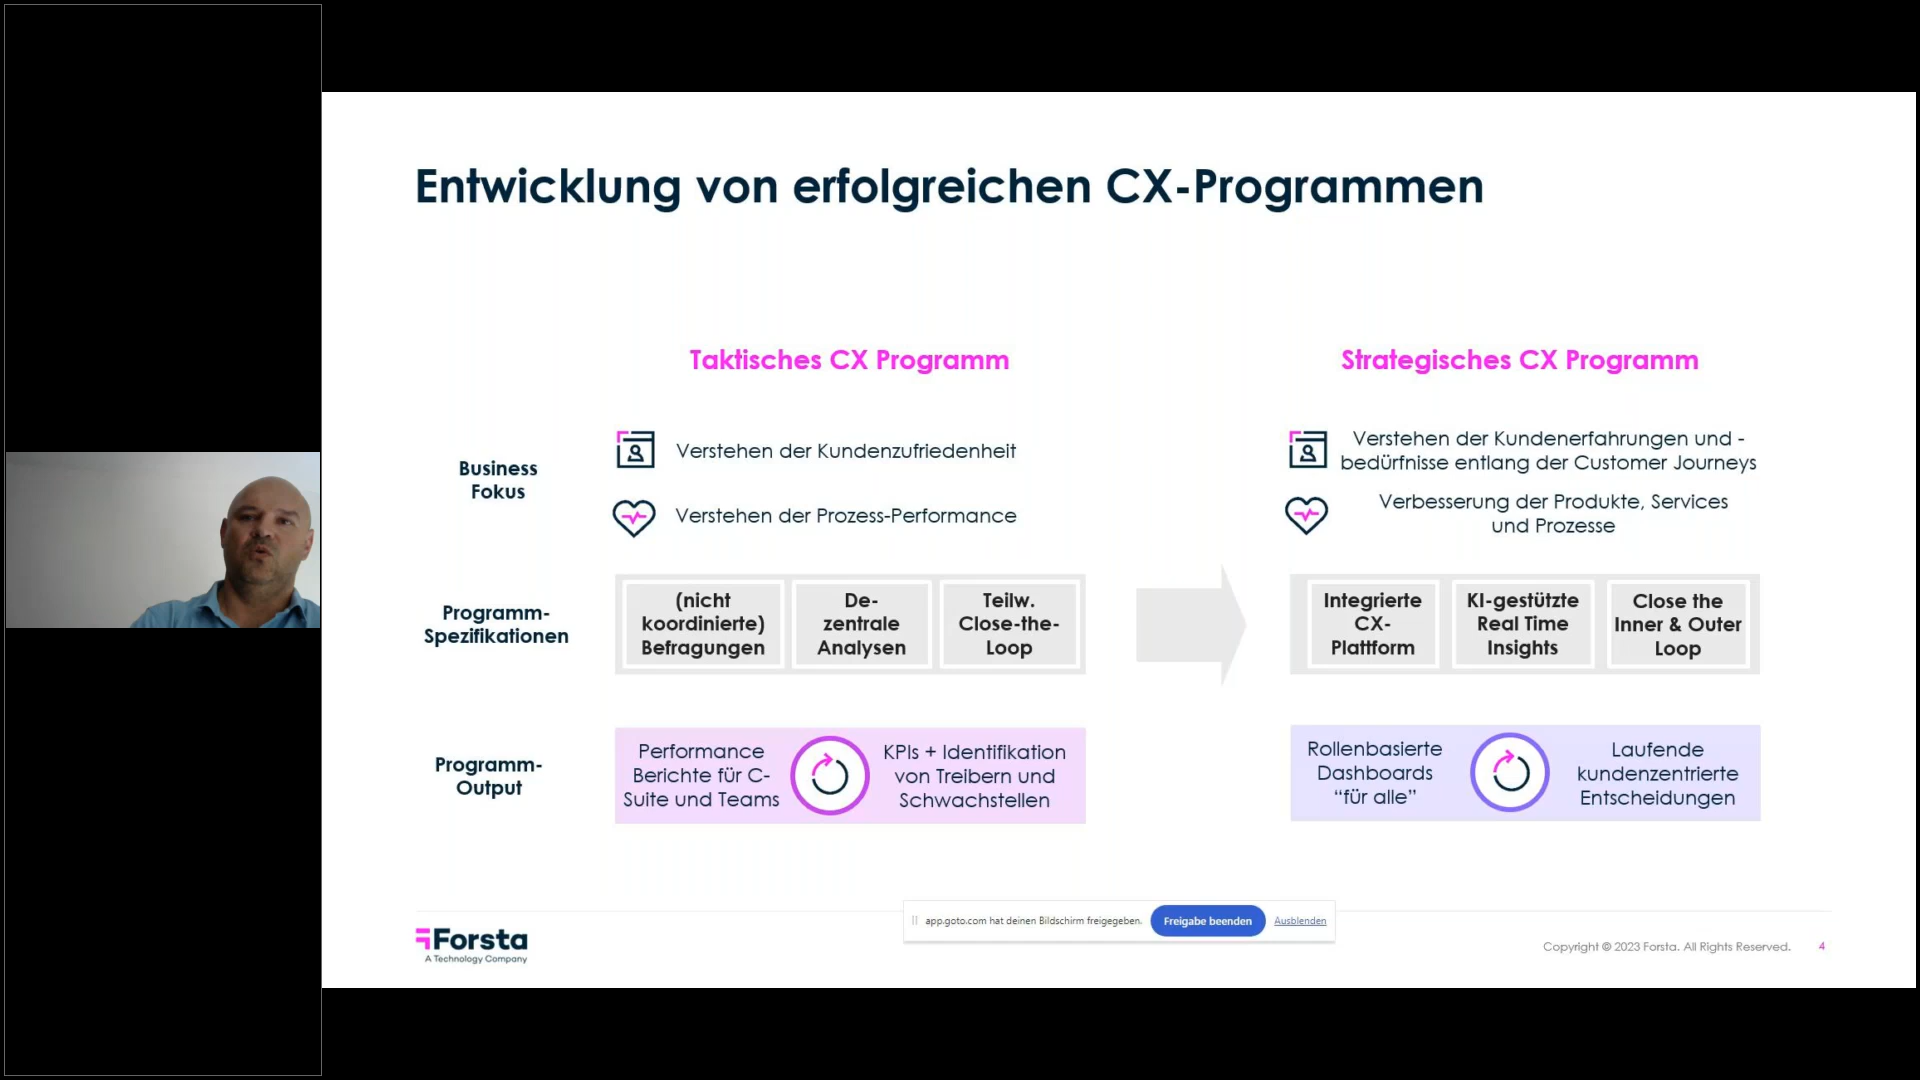 Entwicklung von erfolgreichen CX-Programmen
Taktisches CX Programm
Strategisches CX Programm
Business
Fokus
Verstehen der Kundenzufriedenheit
Verstehen der Prozess-Performance
Verstehen der Kundenerfahrungen und -
bedürfnisse entlang der Customer Journeys
Verbesserung der Produkte, Services
und Prozesse
Programm-
Spezifikationen
(nicht
koordinierte)
Befragungen
De-
zentrale
Analysen
Teilw.
Close-the-
Loop
Integrierte
CX-
Plattform
KI-gestützte
Real Time
Insights
Close the
Inner & Outer
Loop
Programm-
Output
Performance
Berichte für C-
Suite und Teams
KPIs + Identifikation
von Treibern und
Schwachstellen
Rollenbasierte
Dashboards
“für alle”
Laufende
kundenzentrierte
Entscheidungen
app.goto.com hat deinen Bildschirm freigegeben.
Freigabe beenden
Ausblenden
Forsta
A Technology Company
Copyright © 2023 Forsta. All Rights Reserved.
4